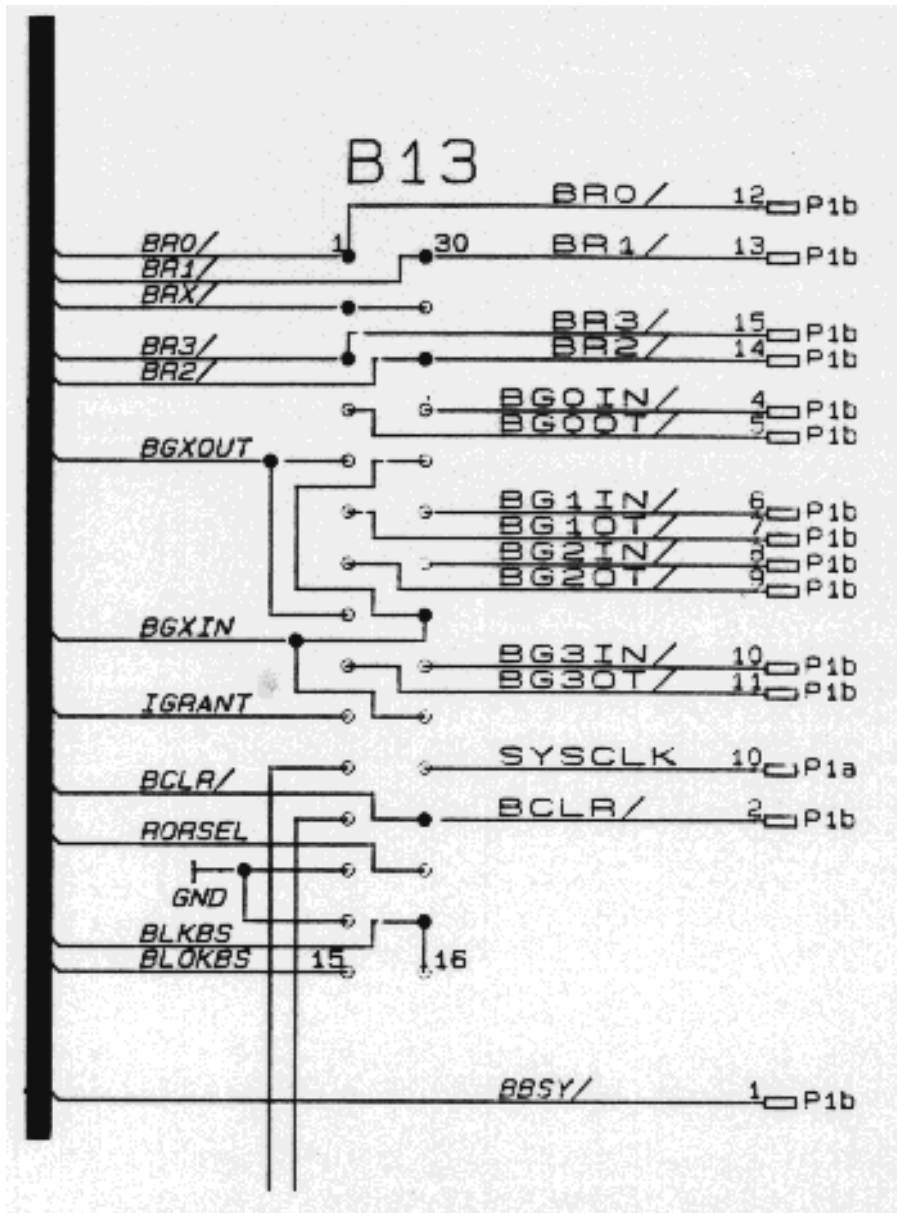 B13
BR0/ 12 P1b
BR0/ 1 30 BR1/ 13 P1b
BR1/
BRX/
BR3/ 15 P1b
BR3/ BR2/ 14 P1b
BR2/
BG0IN/ 4 P1b
BG0OT/ 5 P1b
BGXOUT
BG1IN/ 6 P1b
BG1OT/ 7 P1b
BG2IN/ 8 P1b
BG2OT/ 9 P1b
BGXIN
BG3IN/ 10 P1b
BG3OT/ 11 P1b
IGRANT
SYSCLK 10 P1a
BCLR/ BCLR/ 2 P1b
RORSEL
GND
BLKBS
BLOKBS 15 16
BBSY/ 1 P1b